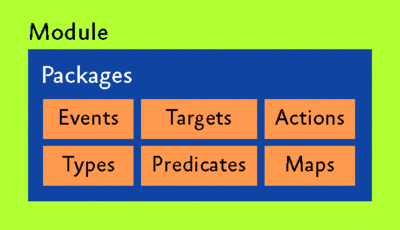 Module
Packages
Events Targets Actions
Types Predicates Maps